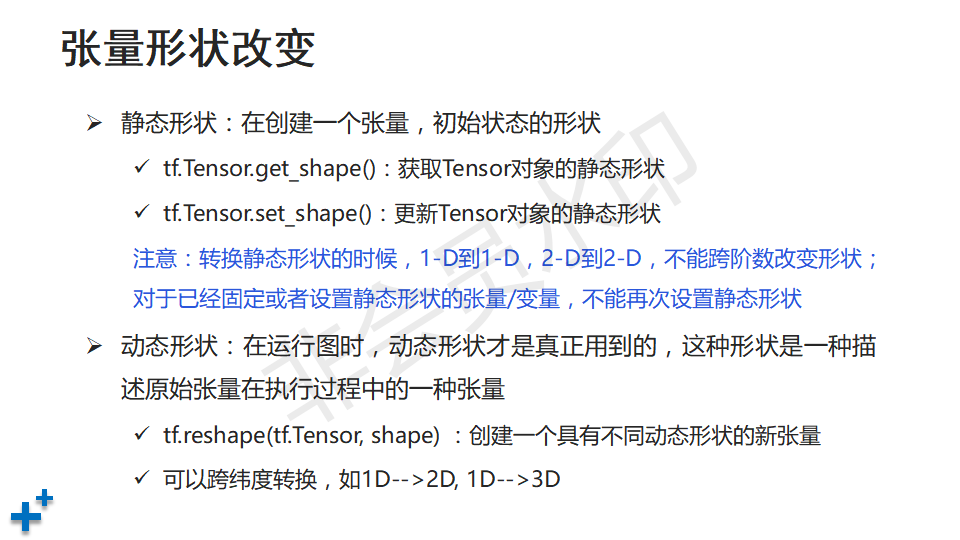 张量形状改变
静态形状：在创建一个张量，初始状态的形状
tf.Tensor.get_shape()：获取Tensor对象的静态形状
tf.Tensor.set_shape()：更新Tensor对象的静态形状
注意：转换静态形状的时候，1-D到1-D，2-D到2-D，不能跨阶数改变形状；
对于已经固定或者设置静态形状的张量/变量，不能再次设置静态形状
动态形状：在运行图时，动态形状才是真正用到的，这种形状是一种描
述原始张量在执行过程中的一种张量
tf.reshape(tf.Tensor, shape) ：创建一个具有不同动态形状的新张量
可以跨纬度转换，如1D-->2D, 1D-->3D
非会员水印